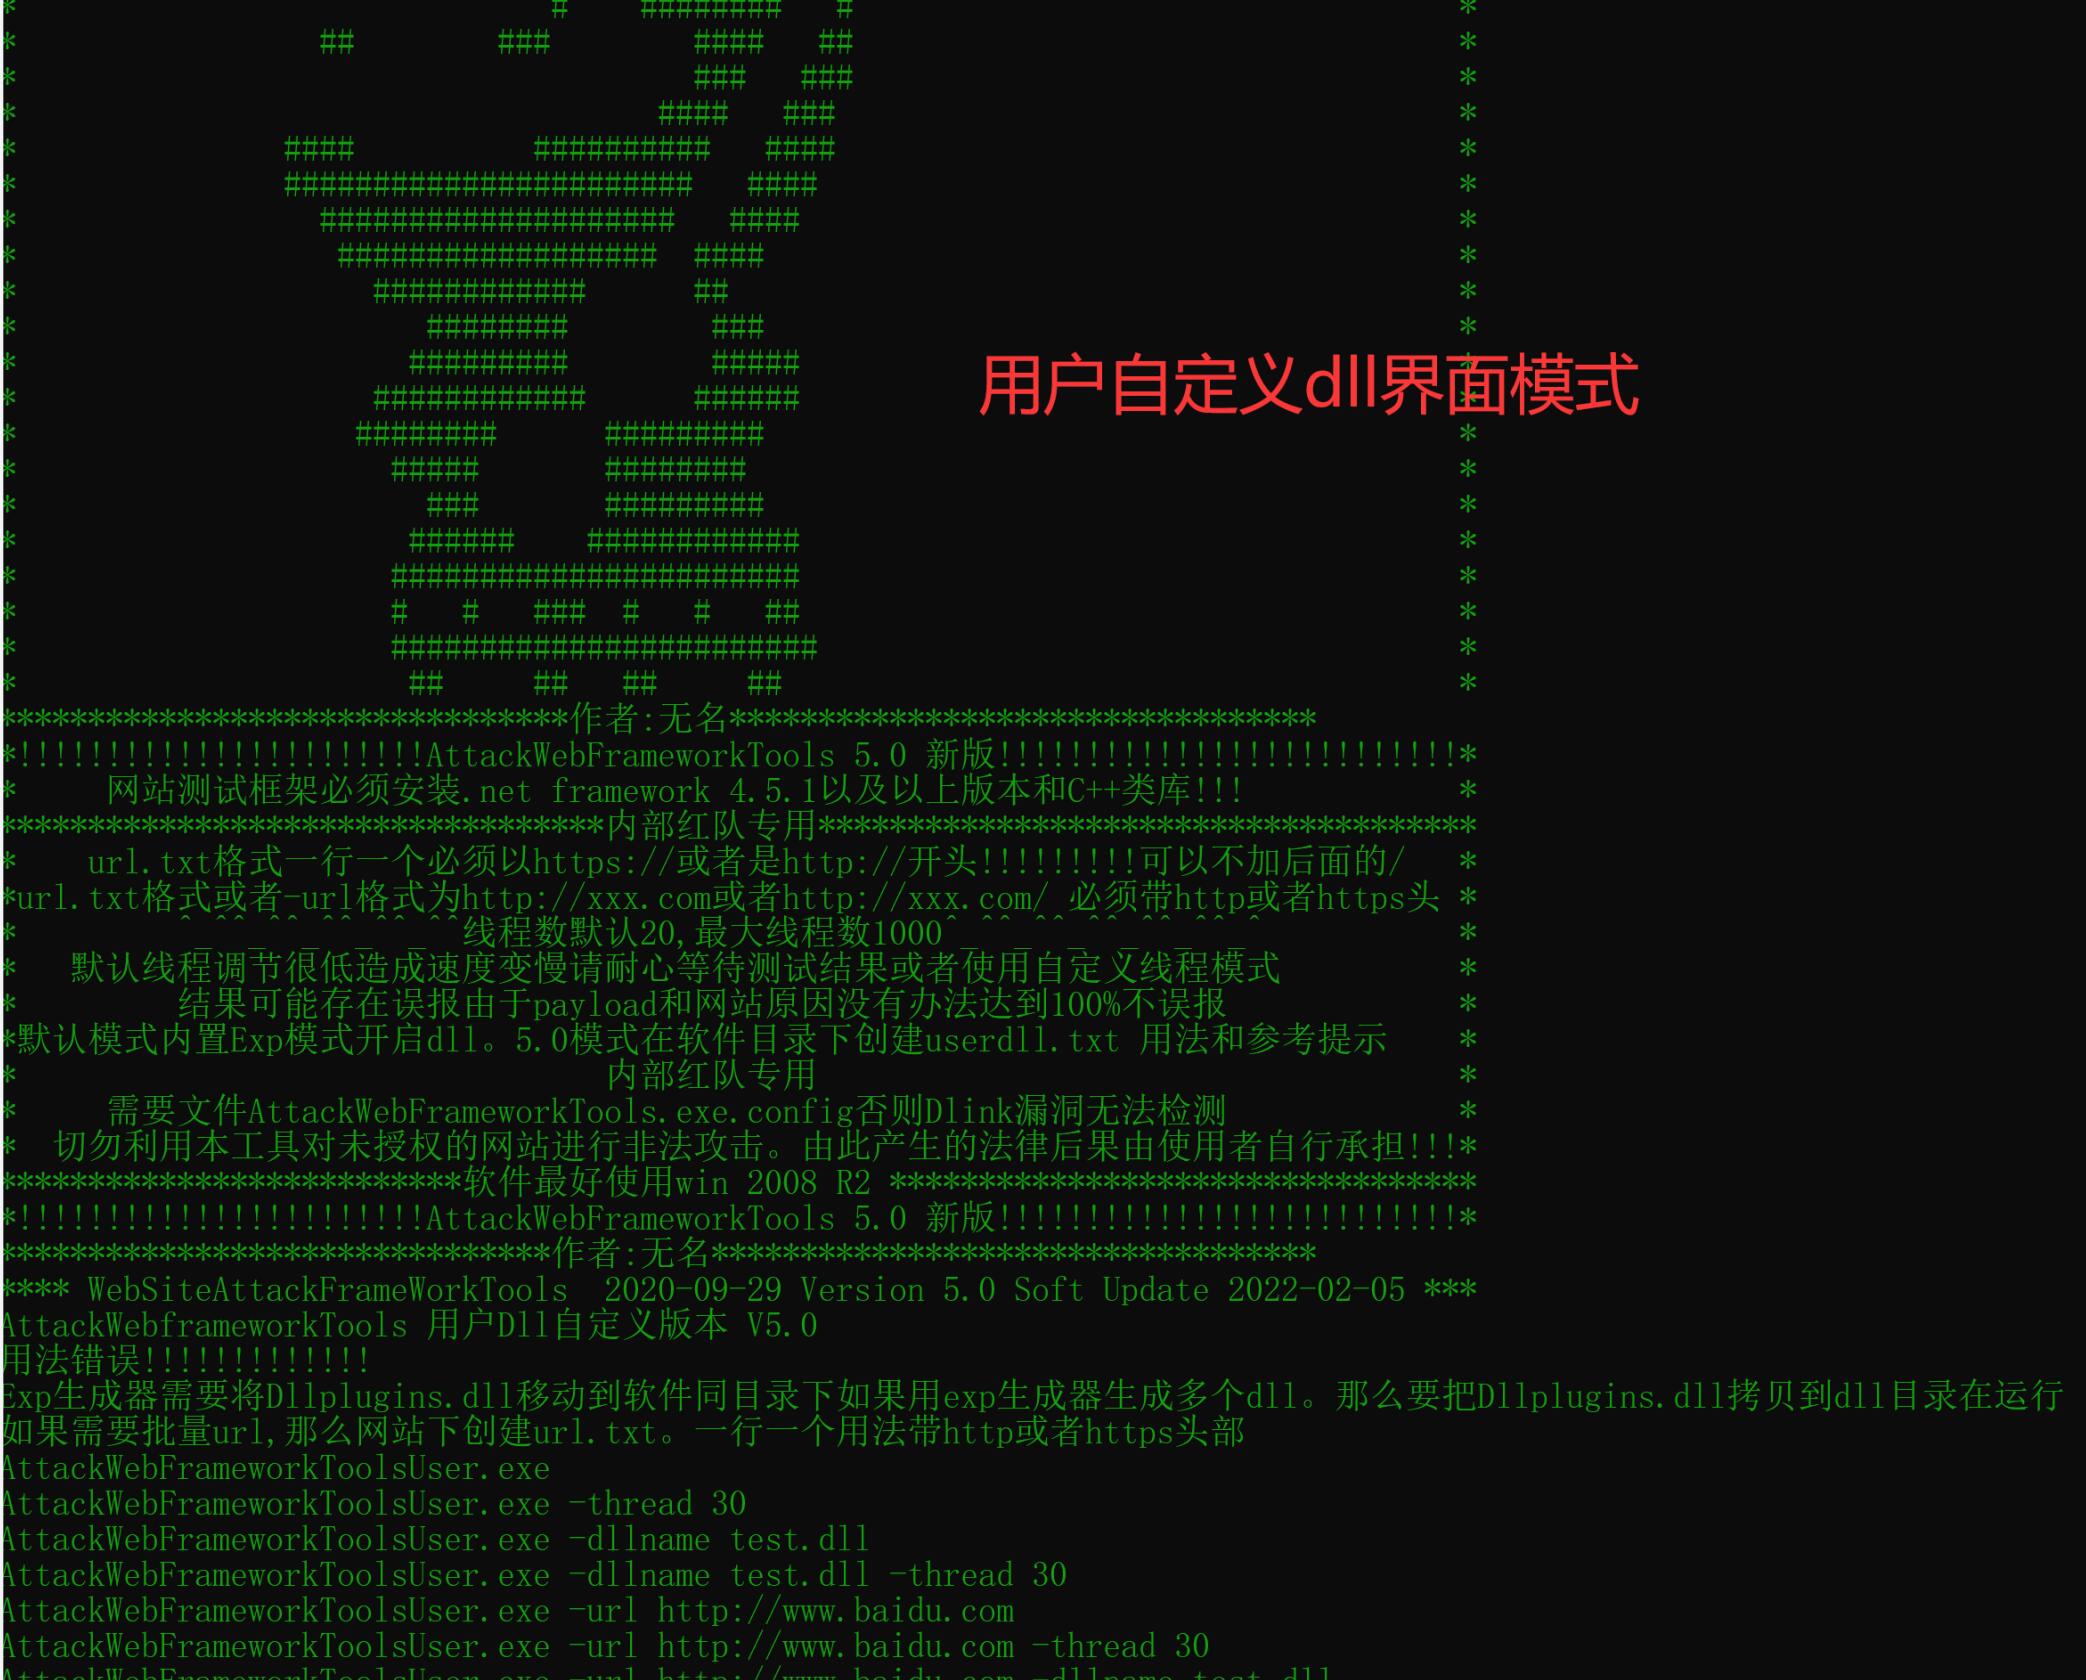 用户自定义dll界面模式
********************************作者:无名*********************************
*!!!!!!!!!!!!!!!!!!!!!!!AttackWebFrameworkTools 5.0 新版!!!!!!!!!!!!!!!!!!!!!!!!!!*
*     网站测试框架必须安装.net framework 4.5.1以及以上版本和C++类库!!!            *
**********************************内部红队专用*************************************
*    url.txt格式一行一个必须以https://或者是http://开头!!!!!!!!!可以不加后面的/   *
*url.txt格式或者-url格式为http://xxx.com或者http://xxx.com/ 必须带http或者https头 *
*         ^_^^_^^_^^_^^_^^线程数默认20,最大线程数1000^_^^_^^_^^_^^_^^_^           *
*   默认线程调节很低造成速度变慢请耐心等待测试结果或者使用自定义线程模式          *
*         结果可能存在误报由于payload和网站原因没有办法达到100%不误报             *
*默认模式内置Exp模式开启dll。5.0模式在软件目录下创建userdll.txt 用法和参考提示    *
*                                 内部红队专用                                    *
*     需要文件AttackWebFrameworkTools.exe.config否则Dlink漏洞无法检测             *
*  切勿利用本工具对未授权的网站进行非法攻击。由此产生的法律后果由使用者自行承担!!!*
**************************软件最好使用win 2008 R2 *********************************
*!!!!!!!!!!!!!!!!!!!!!!!AttackWebFrameworkTools 5.0 新版!!!!!!!!!!!!!!!!!!!!!!!!!!*
*******************************作者:无名**********************************
**** WebSiteAttackFrameWorkTools  2020-09-29 Version 5.0 Soft Update 2022-02-05 ***
AttackWebframeworkTools 用户Dll自定义版本 V5.0
用法错误!!!!!!!!!!!!!
Exp生成器需要将Dllplugins.dll移动到软件同目录下如果用exp生成器生成多个dll。那么要把Dllplugins.dll拷贝到dll目录在运行
如果需要批量url,那么网站下创建url.txt。一行一个用法带http或者https头部
AttackWebFrameworkToolsUser.exe
AttackWebFrameworkToolsUser.exe -thread 30
AttackWebFrameworkToolsUser.exe -dllname test.dll
AttackWebFrameworkToolsUser.exe -dllname test.dll -thread 30
AttackWebFrameworkToolsUser.exe -url http://www.baidu.com
AttackWebFrameworkToolsUser.exe -url http://www.baidu.com -thread 30
AttackWebFrameworkToolsUser.exe -url http://www.baidu.com -dllname test.dll